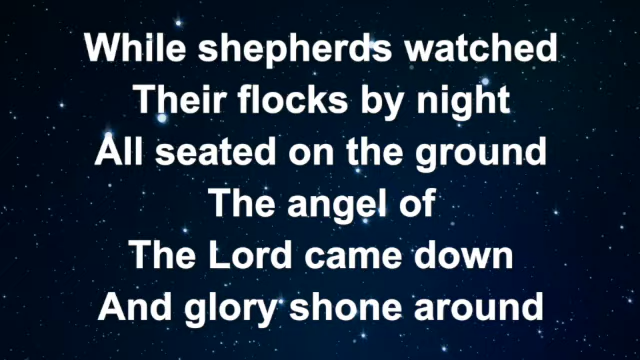 While shepherds watched
Their flocks by night
All seated on the ground
The angel of
The Lord came down
And glory shone around